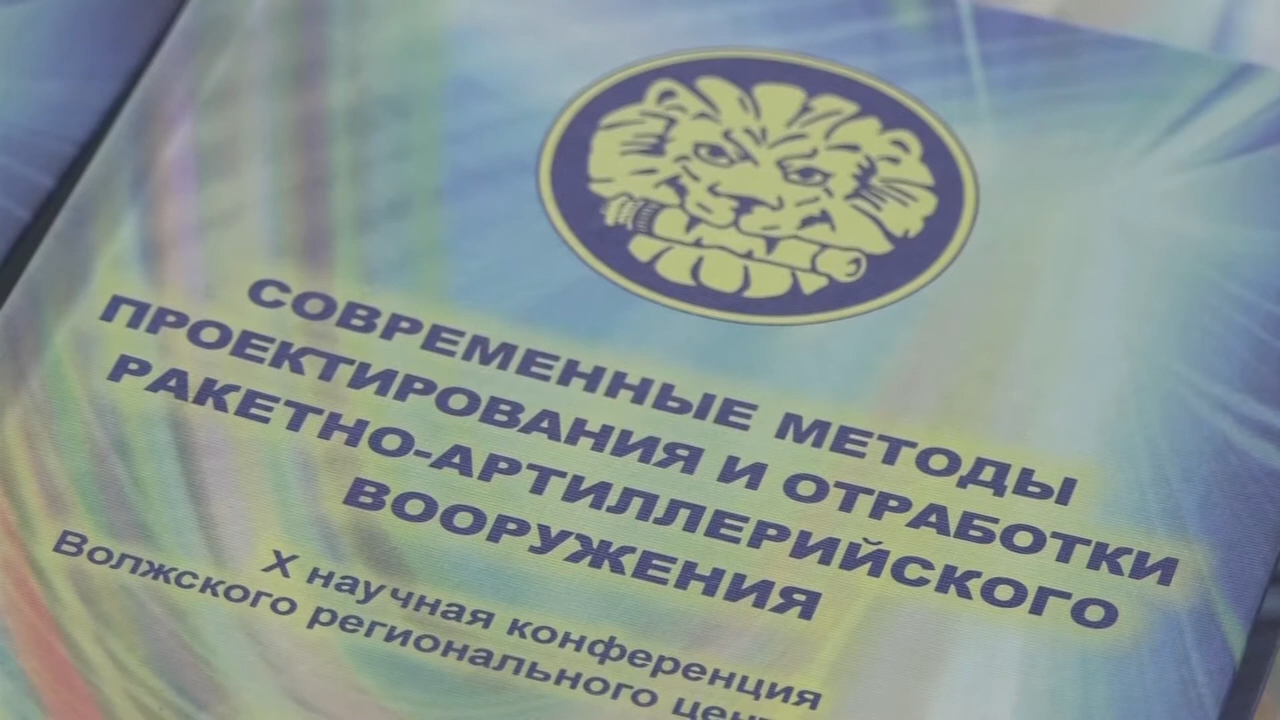 СОВРЕМЕННЫЕ МЕТОДЫ
ПРОЕКТИРОВАНИЯ И ОТРАБОТКИ
РАКЕТНО-АРТИЛЛЕРИЙСКОГО
ВООРУЖЕНИЯ
X научная конференция
Волжского регионального